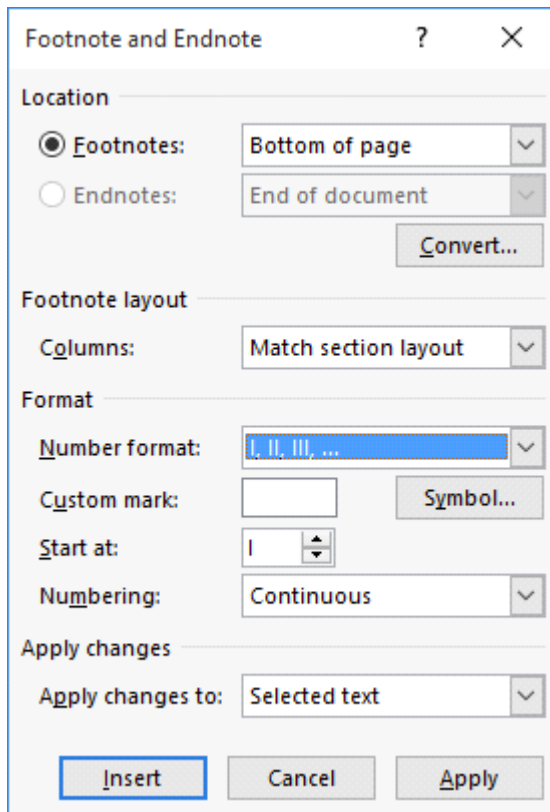 Footnote and Endnote ?
Location
Footnotes: Bottom of page
Endnotes: End of document
Convert...
Footnote layout
Columns: Match section layout
Format
Number format: I, II, III, ...
Custom mark: Symbol...
Start at: I
Numbering: Continuous
Apply changes
Apply changes to: Selected text
Insert Cancel Apply